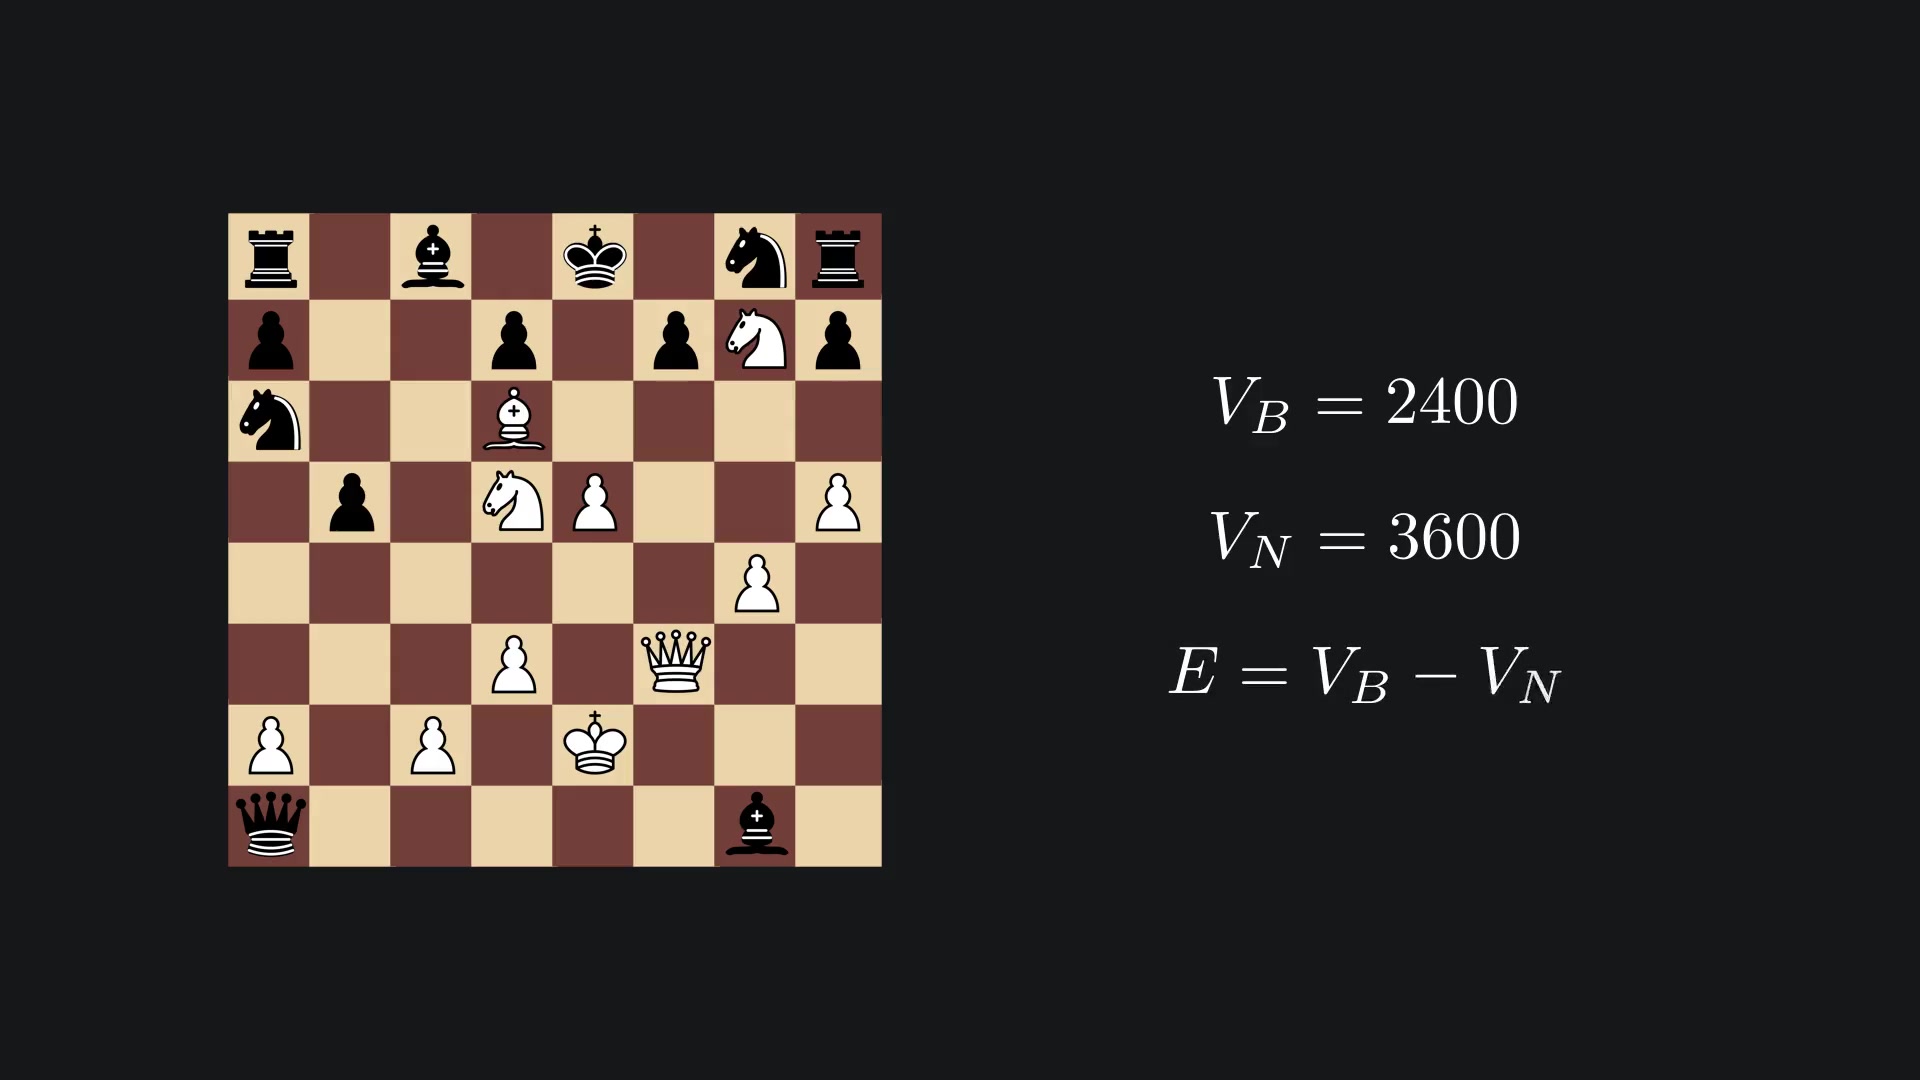 V_B = 2400
V_N = 3600
E = V_B − V_N